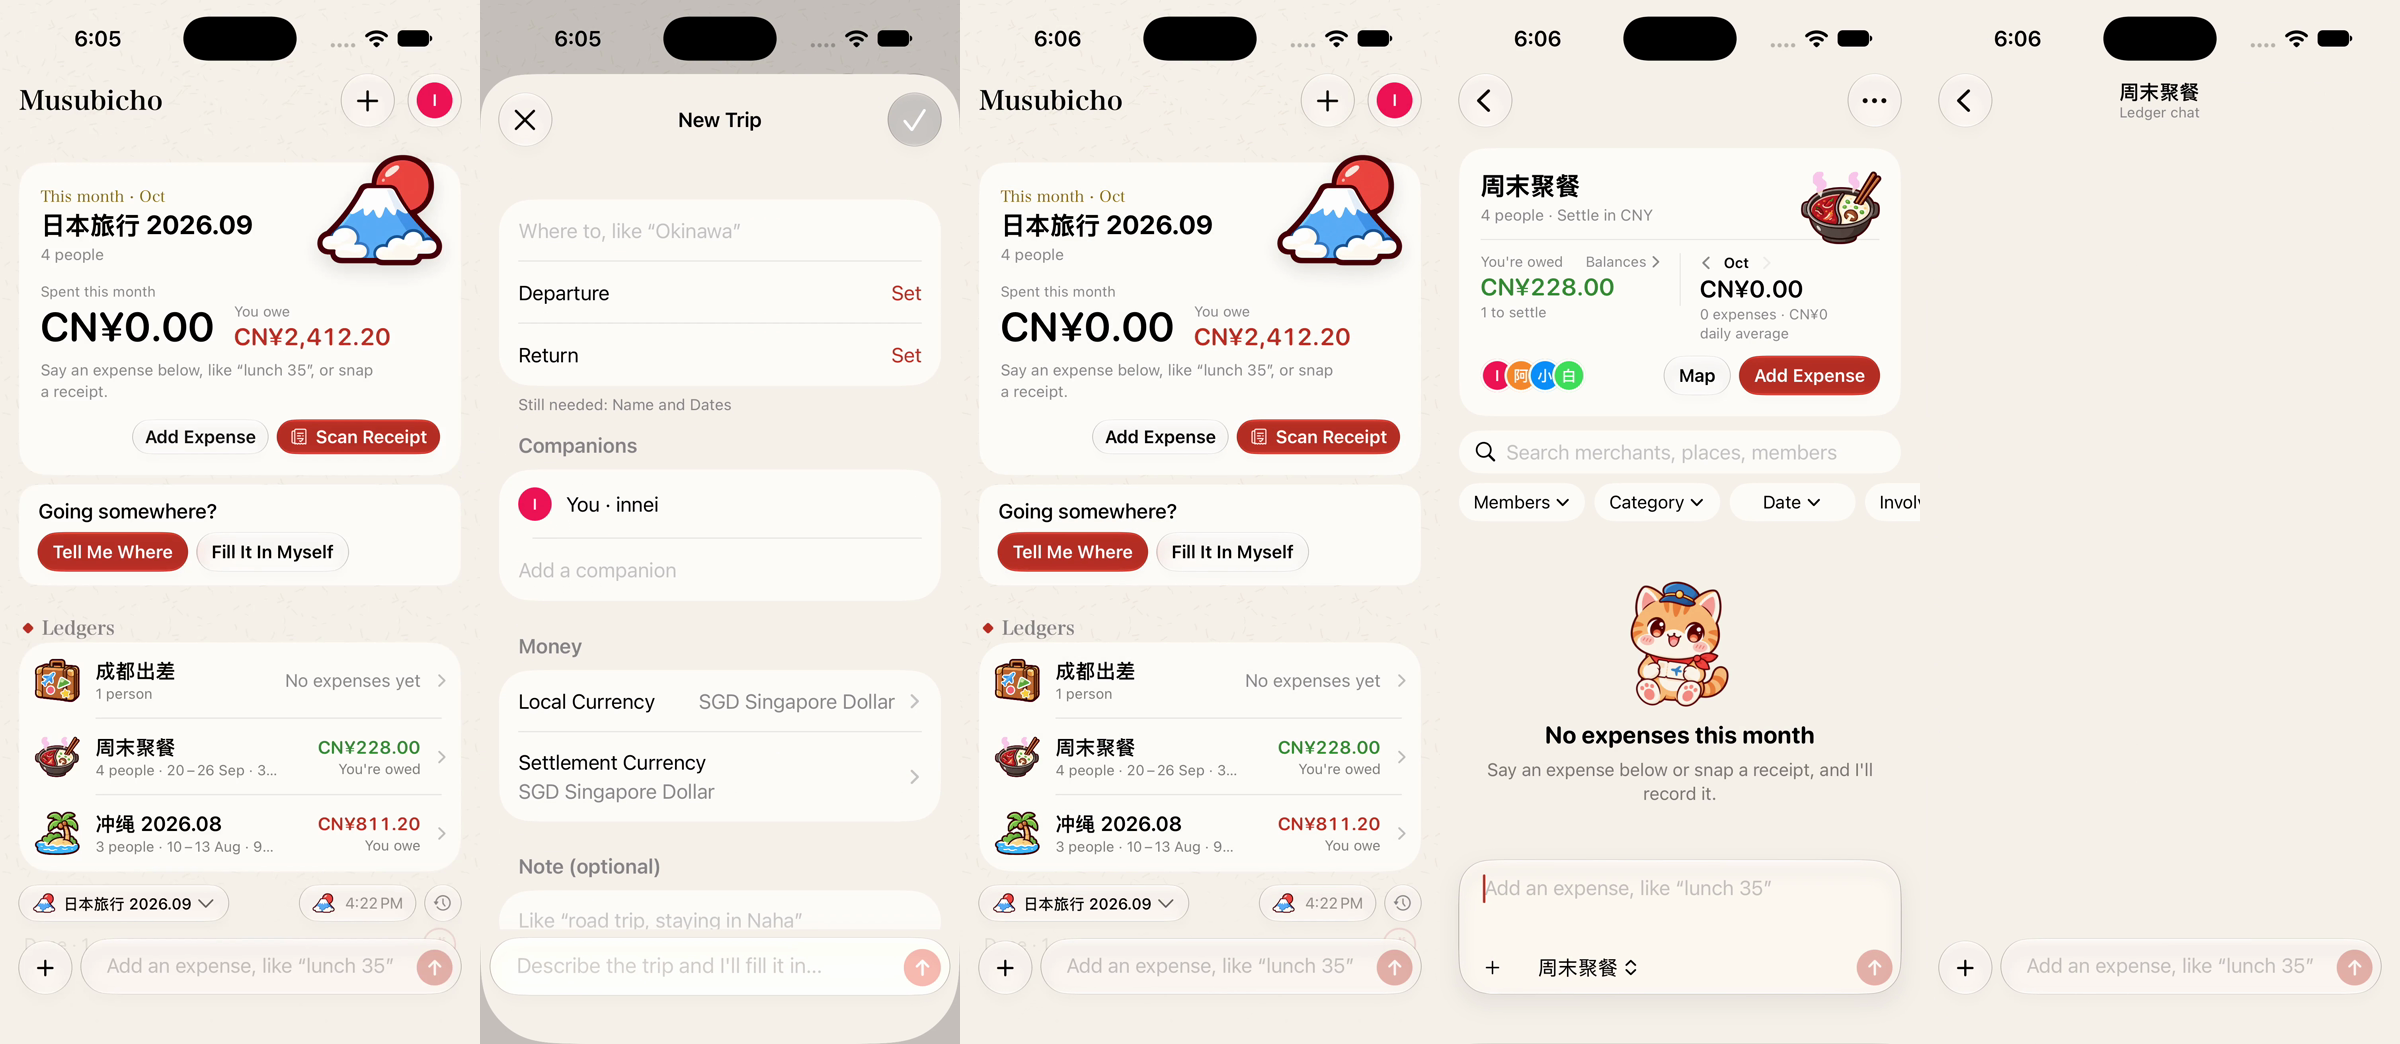 6:05
Musubicho
I
This month · Oct
日本旅行 2026.09
4 people
Spent this month
CN¥0.00
You owe
CN¥2,412.20
Say an expense below, like “lunch 35”, or snap
a receipt.
Add Expense
Scan Receipt
Going somewhere?
Tell Me Where
Fill It In Myself
Ledgers
成都出差
1 person
No expenses yet
周末聚餐
4 people · 20–26 Sep · 3...
CN¥228.00
You're owed
冲绳 2026.08
3 people · 10–13 Aug · 9...
CN¥811.20
You owe
日本旅行 2026.09
4:22 PM
Add an expense, like “lunch 35”
6:05
New Trip
Where to, like “Okinawa”
Departure
Set
Return
Set
Still needed: Name and Dates
Companions
I
You · innei
Add a companion
Money
Local Currency
SGD Singapore Dollar
Settlement Currency
SGD Singapore Dollar
Note (optional)
Like “road trip, staying in Naha”
Describe the trip and I'll fill it in...
6:06
Musubicho
I
This month · Oct
日本旅行 2026.09
4 people
Spent this month
CN¥0.00
You owe
CN¥2,412.20
Say an expense below, like “lunch 35”, or snap
a receipt.
Add Expense
Scan Receipt
Going somewhere?
Tell Me Where
Fill It In Myself
Ledgers
成都出差
1 person
No expenses yet
周末聚餐
4 people · 20–26 Sep · 3...
CN¥228.00
You're owed
冲绳 2026.08
3 people · 10–13 Aug · 9...
CN¥811.20
You owe
日本旅行 2026.09
4:22 PM
Add an expense, like “lunch 35”
6:06
周末聚餐
4 people · Settle in CNY
You're owed
Balances
CN¥228.00
1 to settle
Oct
CN¥0.00
0 expenses · CN¥0
daily average
I
阿
小
白
Map
Add Expense
Search merchants, places, members
Members
Category
Date
Involv
No expenses this month
Say an expense below or snap a receipt, and I'll
record it.
Add an expense, like “lunch 35”
周末聚餐
6:06
周末聚餐
Ledger chat
Add an expense, like “lunch 35”